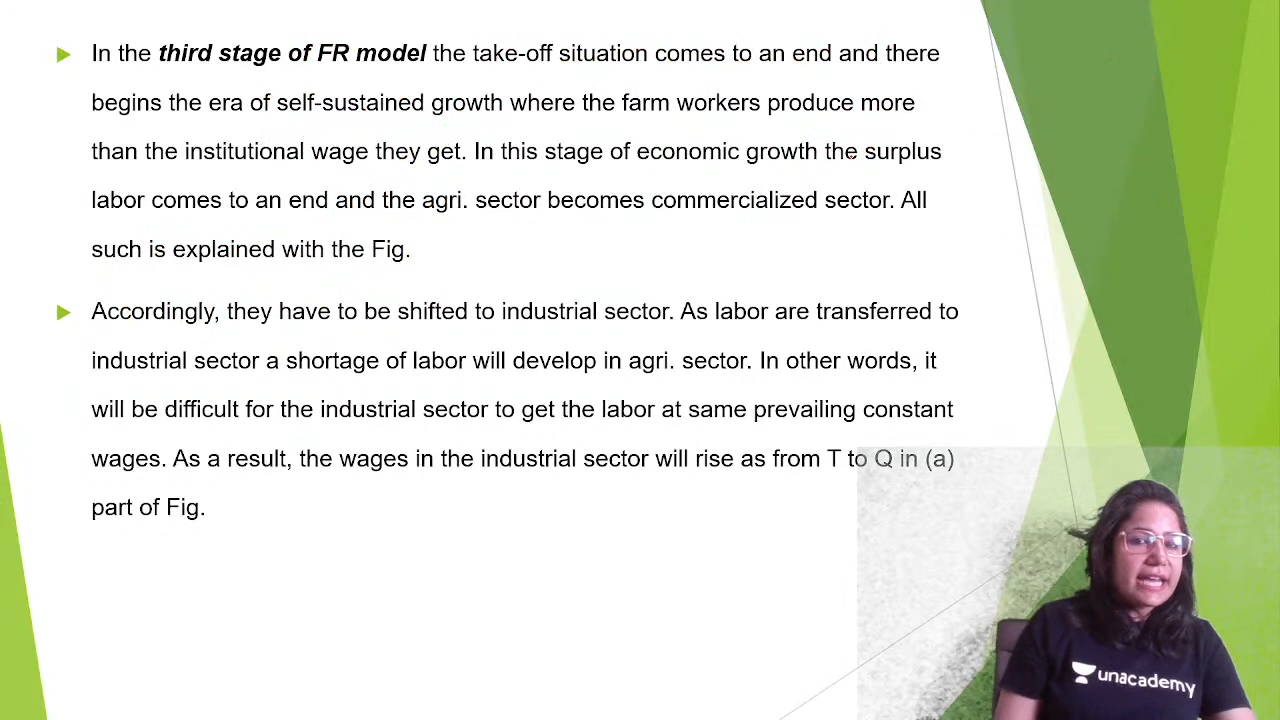 In the third stage of FR model the take-off situation comes to an end and there
begins the era of self-sustained growth where the farm workers produce more
than the institutional wage they get. In this stage of economic growth the surplus
labor comes to an end and the agri. sector becomes commercialized sector. All
such is explained with the Fig.
Accordingly, they have to be shifted to industrial sector. As labor are transferred to
industrial sector a shortage of labor will develop in agri. sector. In other words, it
will be difficult for the industrial sector to get the labor at same prevailing constant
wages. As a result, the wages in the industrial sector will rise as from T to Q in (a)
part of Fig.
unacademy